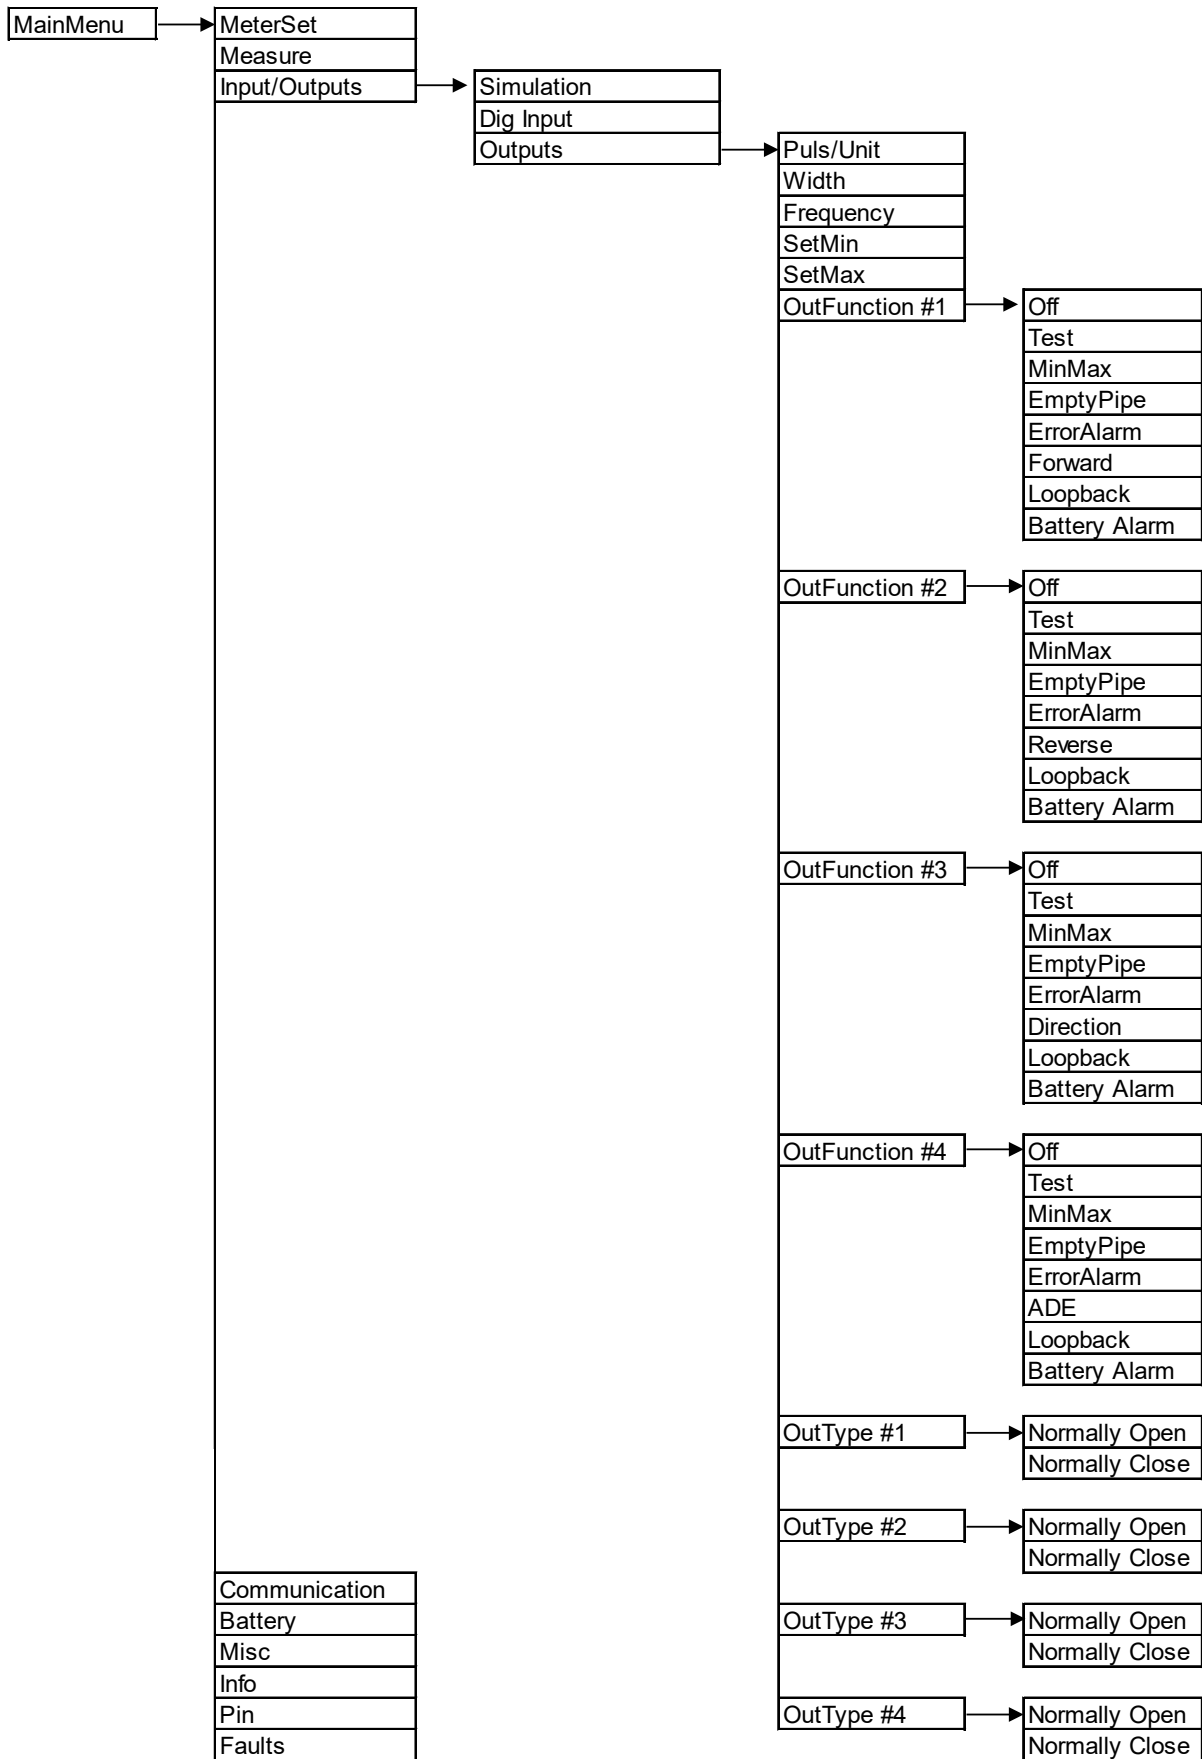 MainMenu
MeterSet
Measure
Input/Outputs
Simulation
Dig Input
Outputs
Puls/Unit
Width
Frequency
SetMin
SetMax
OutFunction #1
Off
Test
MinMax
EmptyPipe
ErrorAlarm
Forward
Loopback
Battery Alarm
OutFunction #2
Off
Test
MinMax
EmptyPipe
ErrorAlarm
Reverse
Loopback
Battery Alarm
OutFunction #3
Off
Test
MinMax
EmptyPipe
ErrorAlarm
Direction
Loopback
Battery Alarm
OutFunction #4
Off
Test
MinMax
EmptyPipe
ErrorAlarm
ADE
Loopback
Battery Alarm
OutType #1
Normally Open
Normally Close
OutType #2
Normally Open
Normally Close
OutType #3
Normally Open
Normally Close
OutType #4
Normally Open
Normally Close
Communication
Battery
Misc
Info
Pin
Faults